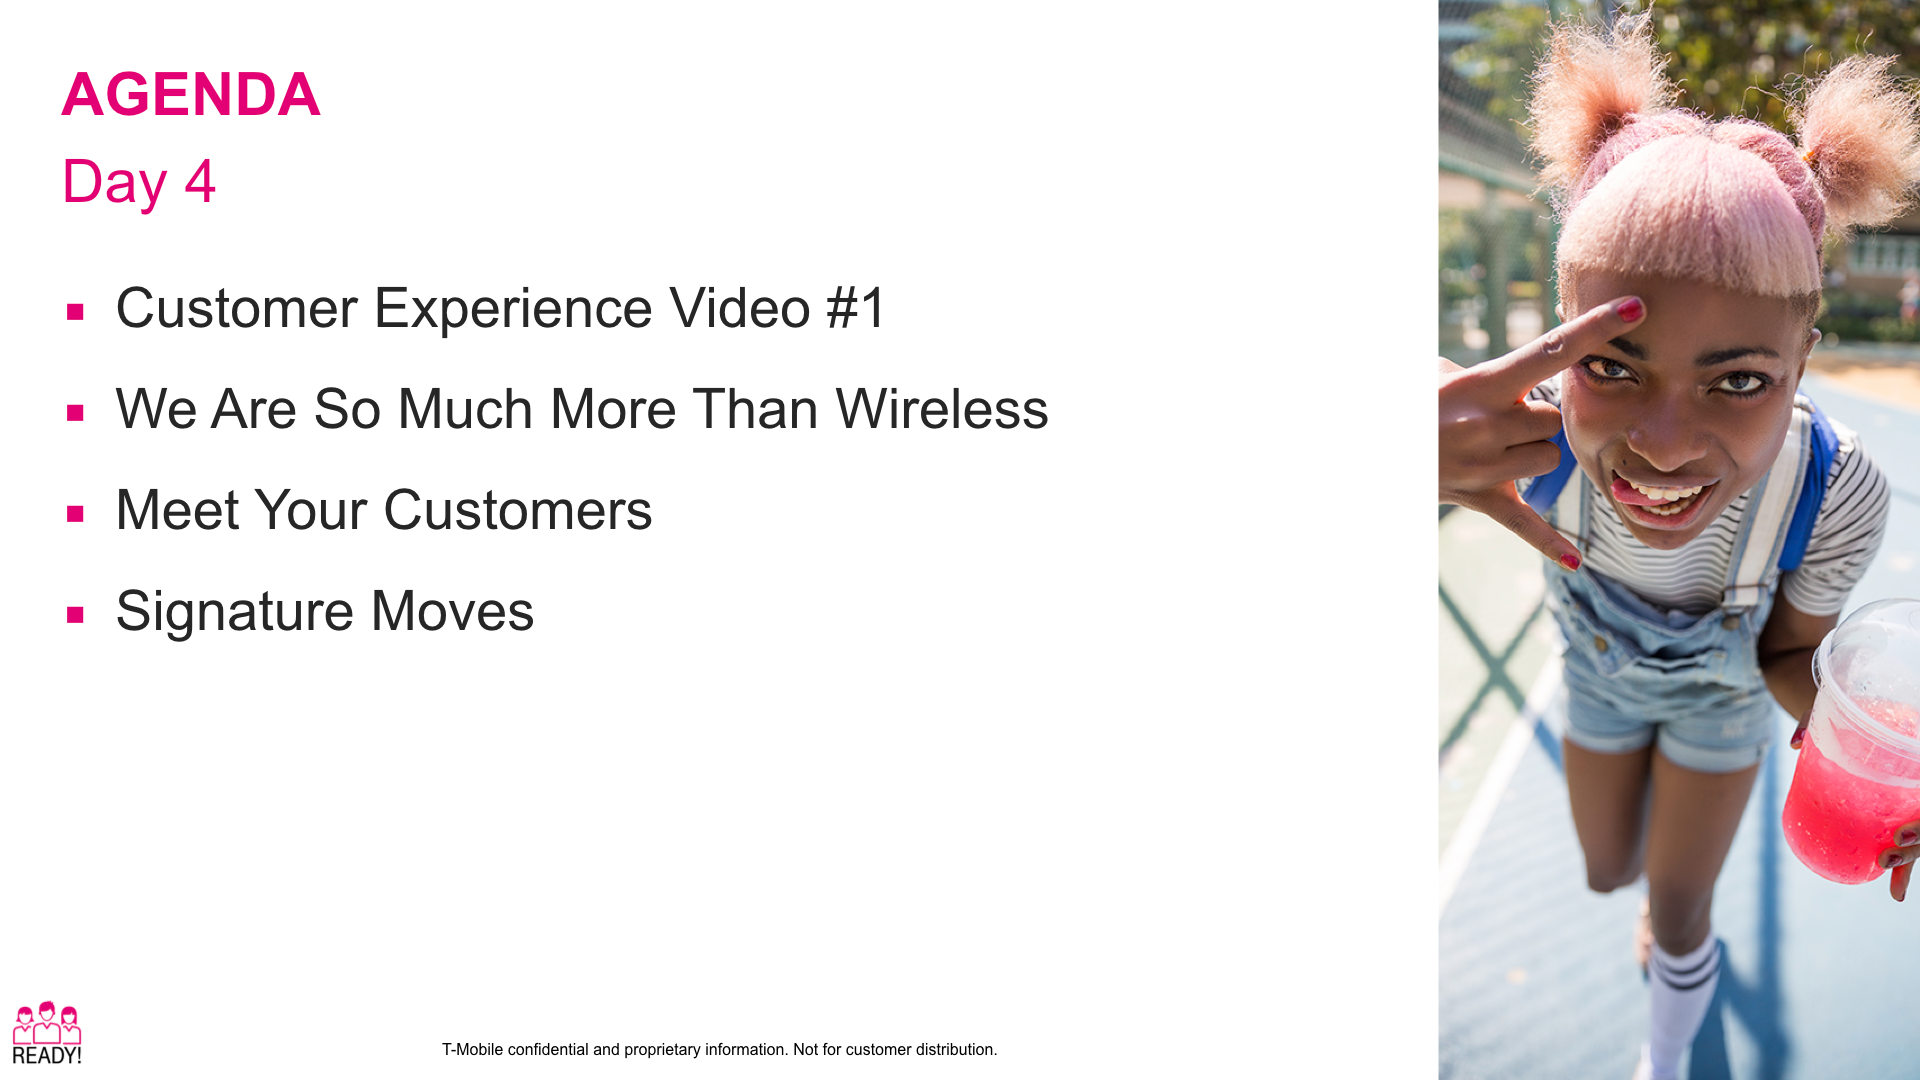 AGENDA
Day 4
Customer Experience Video #1
We Are So Much More Than Wireless
Meet Your Customers
Signature Moves
READY!
T-Mobile confidential and proprietary information. Not for customer distribution.